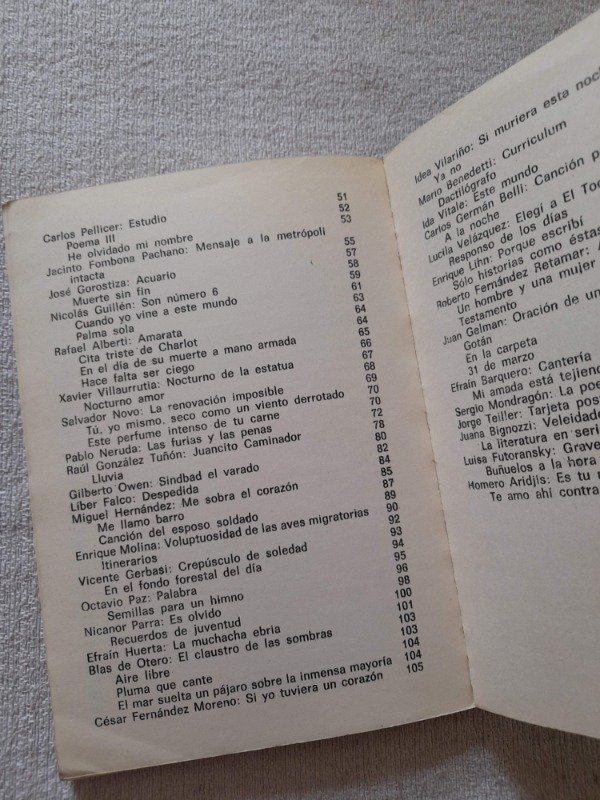 Carlos Pellicer: Estudio 51
Poema III 52
He olvidado mi nombre 53
Jacinto Fombona Pachano: Mensaje a la metrópoli
intacta 55
José Gorostiza: Acuario 57
Muerte sin fin 58
Nicolás Guillén: Son número 6 59
Cuando yo vine a este mundo 61
Palma sola 63
Rafael Alberti: Amarata 64
Cita triste de Charlot 64
En el día de su muerte a mano armada 65
Hace falta ser ciego 66
Xavier Villaurrutia: Nocturno de la estatua 67
Nocturno amor 68
Salvador Novo: La renovación imposible 69
Tú, yo mismo, seco como un viento derrotado 70
Este perfume intenso de tu carne
Pablo Neruda: Las furias y las penas 72
Raúl González Tuñón: Juancito Caminador 78
Lluvia 80
Gilberto Owen: Sindbad el varado 82
Líber Falco: Despedida 84
Miguel Hernández: Me sobra el corazón 85
Me llamo barro 87
Canción del esposo soldado 89
Enrique Molina: Voluptuosidad de las aves migratorias 90
Itinerarios 92
Vicente Gerbasi: Crepúsculo de soledad 93
En el fondo forestal del día 94
Octavio Paz: Palabra 95
Semillas para un himno 96
Nicanor Parra: Es olvido 98
Recuerdos de juventud 100
Efraín Huerta: La muchacha ebria 101
Blas de Otero: El claustro de las sombras 103
Aire libre 103
Pluma que cante 104
El mar suelta un pájaro sobre la inmensa mayoría 104
César Fernández Moreno: Si yo tuviera un corazón 105
Idea Vilariño: Si muriera esta noch
Ya no
Mario Benedetti: Curriculum
Dactilógrafo
Ida Vitale: Este mundo
Carlos Germán Belli: Canción p
A la noche
Lucila Velázquez: Elegí a El Toc
Responso de los días
Enrique Lihn: Porque escribí
Sólo historias como éstas
Roberto Fernández Retamar: A
Un hombre y una mujer
Testamento
Juan Gelman: Oración de un
Gotán
En la carpeta
31 de marzo
Efraín Barquero: Cantería
Mi amada está tejien
Sergio Mondragón: La poe
Jorge Teiller: Tarjeta pos
Juana Bignozzi: Veleidade
La literatura en seri
Luisa Futoransky: Grave
Buñuelos a la hora
Homero Aridjis: Es tu n
Te amo ahí contra